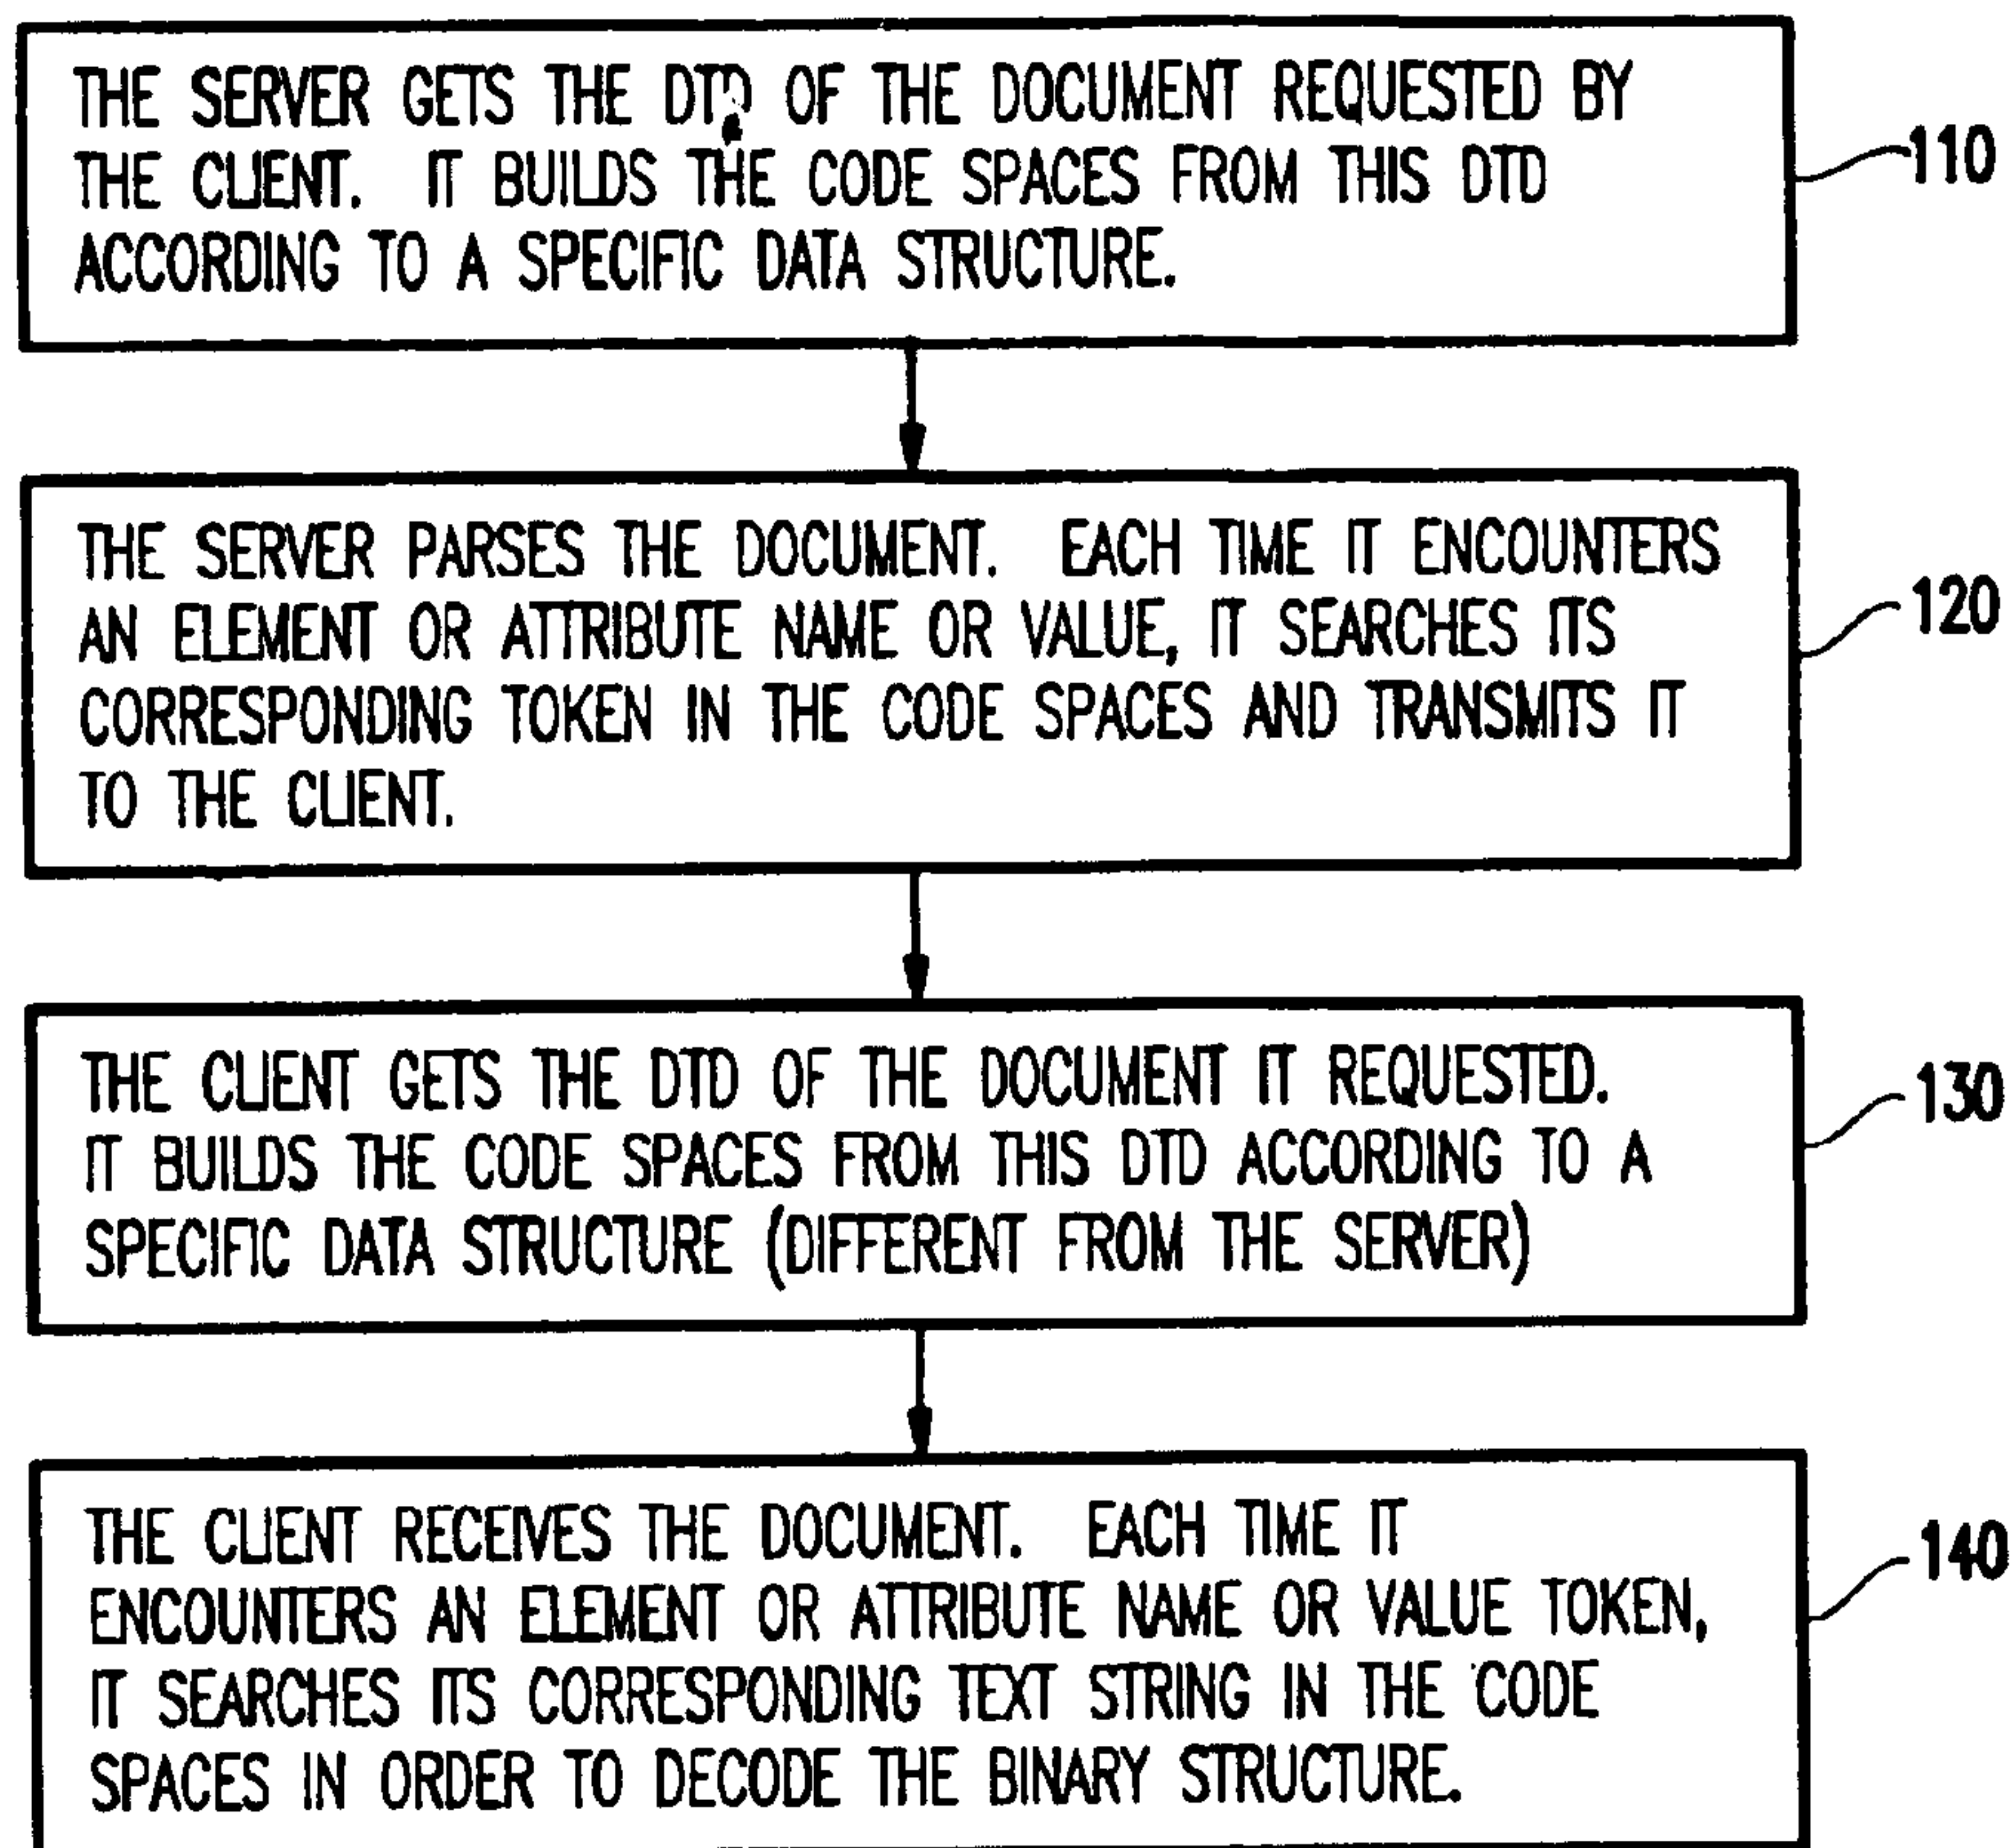 THE SERVER GETS THE DTD OF THE DOCUMENT REQUESTED BY
THE CLIENT. IT BUILDS THE CODE SPACES FROM THIS DTD
ACCORDING TO A SPECIFIC DATA STRUCTURE.
110
THE SERVER PARSES THE DOCUMENT. EACH TIME IT ENCOUNTERS
AN ELEMENT OR ATTRIBUTE NAME OR VALUE, IT SEARCHES ITS
CORRESPONDING TOKEN IN THE CODE SPACES AND TRANSMITS IT
TO THE CLIENT.
120
THE CLIENT GETS THE DTD OF THE DOCUMENT IT REQUESTED.
IT BUILDS THE CODE SPACES FROM THIS DTD ACCORDING TO A
SPECIFIC DATA STRUCTURE (DIFFERENT FROM THE SERVER)
130
THE CLIENT RECEIVES THE DOCUMENT. EACH TIME IT
ENCOUNTERS AN ELEMENT OR ATTRIBUTE NAME OR VALUE TOKEN,
IT SEARCHES ITS CORRESPONDING TEXT STRING IN THE CODE
SPACES IN ORDER TO DECODE THE BINARY STRUCTURE.
140